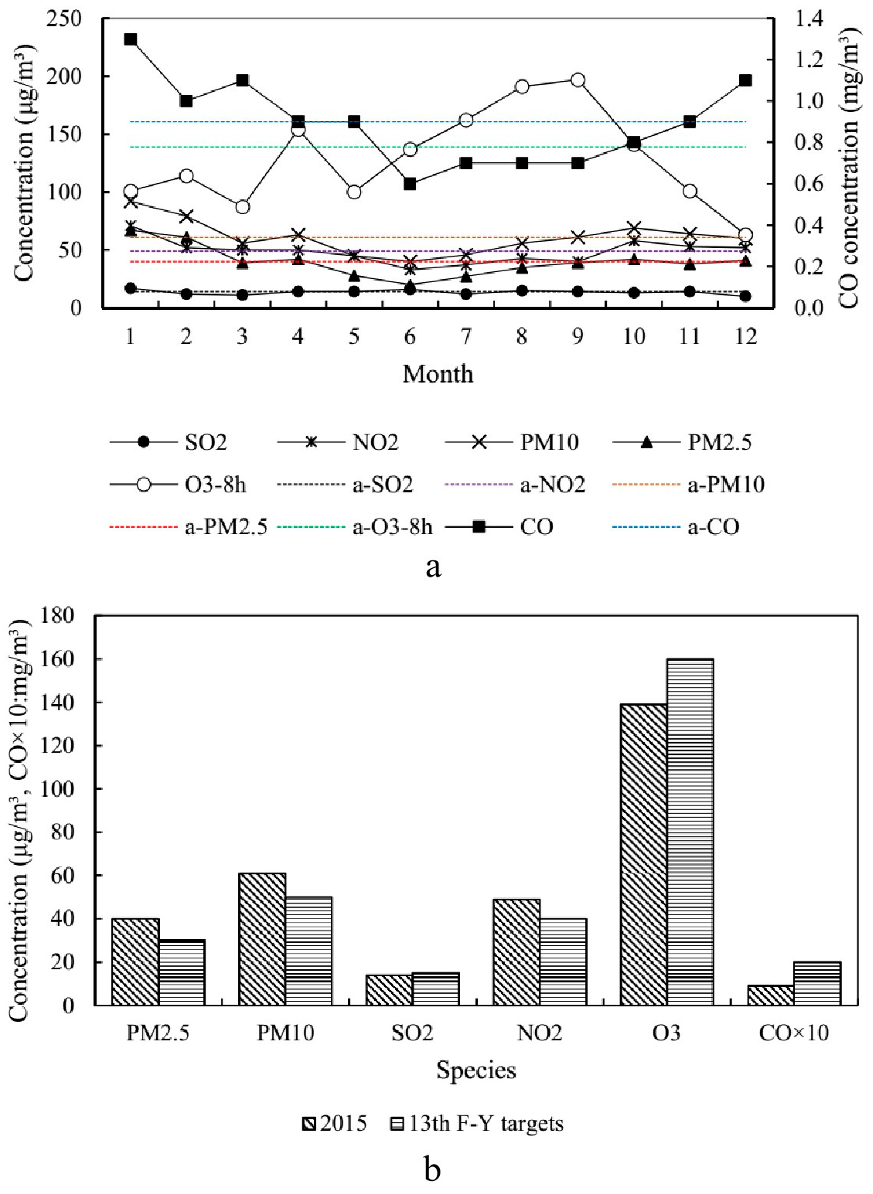 250
200
150
100
50
0
Concentration (μg/m³)
1.4
1.2
1.0
0.8
0.6
0.4
0.2
0.0
CO concentration (mg/m³)
1 2 3 4 5 6 7 8 9 10 11 12
Month
SO2 NO2 PM10 PM2.5
O3-8h a-SO2 a-NO2 a-PM10
a-PM2.5 a-O3-8h CO a-CO
a
180
160
140
120
100
80
60
40
20
0
Concentration (μg/m³, CO×10:mg/m³)
PM2.5 PM10 SO2 NO2 O3 CO×10
Species
2015 13th F-Y targets
b